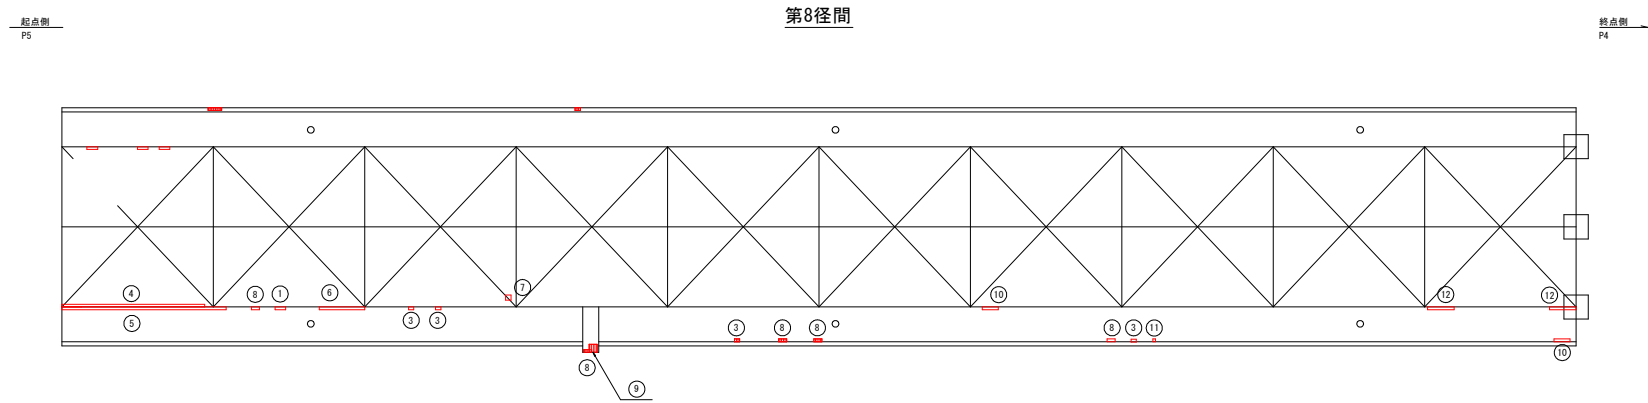 第8径間
起点側
P5
終点側
P4
④ ⑧ ① ⑥ ⑦ ⑩ ⑫ ⑫
⑤ ③ ③ ③ ⑧ ⑧ ⑧ ③ ⑪
⑧ ⑩
⑨